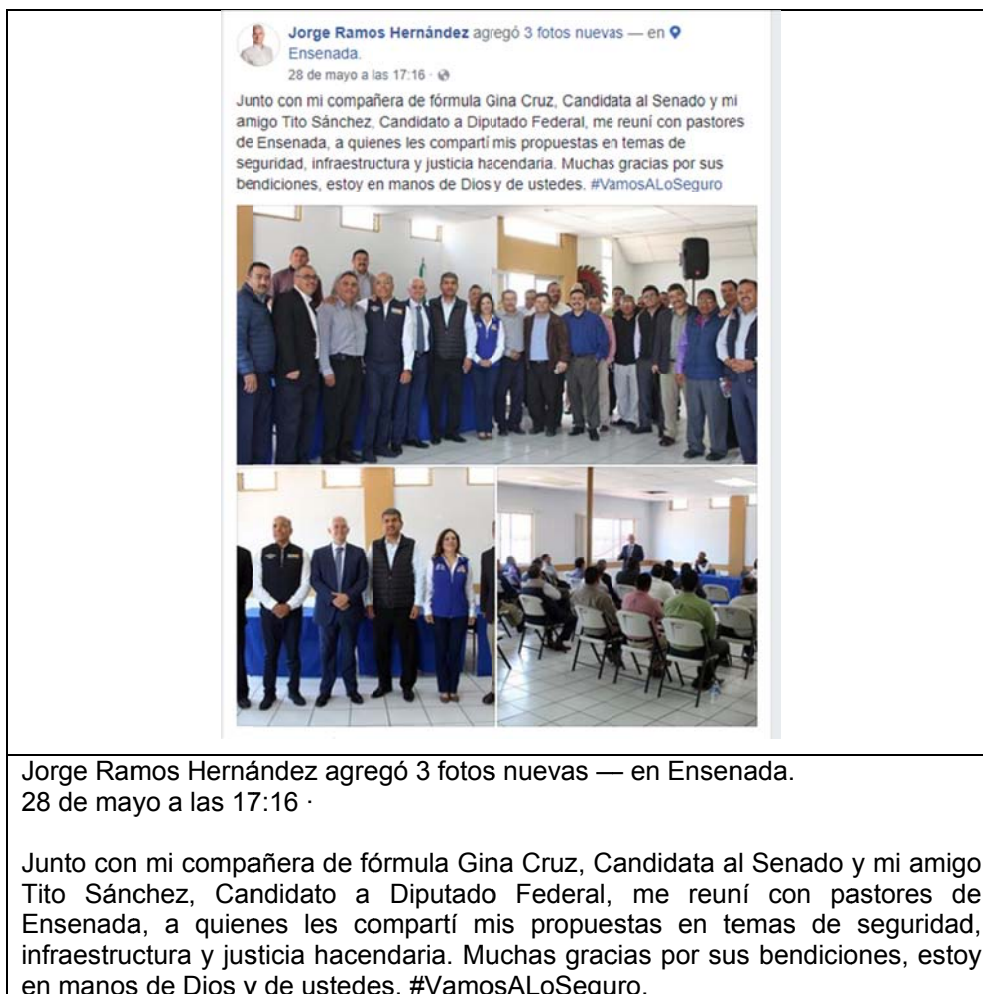 Jorge Ramos Hernández agregó 3 fotos nuevas — en
Ensenada.
28 de mayo a las 17:16 ·
Junto con mi compañera de fórmula Gina Cruz, Candidata al Senado y mi
amigo Tito Sánchez, Candidato a Diputado Federal, me reuní con pastores
de Ensenada, a quienes les compartí mis propuestas en temas de
seguridad, infraestructura y justicia hacendaria. Muchas gracias por sus
bendiciones, estoy en manos de Dios y de ustedes. #VamosALoSeguro
Jorge Ramos Hernández agregó 3 fotos nuevas — en Ensenada.
28 de mayo a las 17:16 ·
Junto con mi compañera de fórmula Gina Cruz, Candidata al Senado y mi amigo
Tito Sánchez, Candidato a Diputado Federal, me reuní con pastores de
Ensenada, a quienes les compartí mis propuestas en temas de seguridad,
infraestructura y justicia hacendaria. Muchas gracias por sus bendiciones, estoy
en manos de Dios y de ustedes. #VamosALoSeguro.